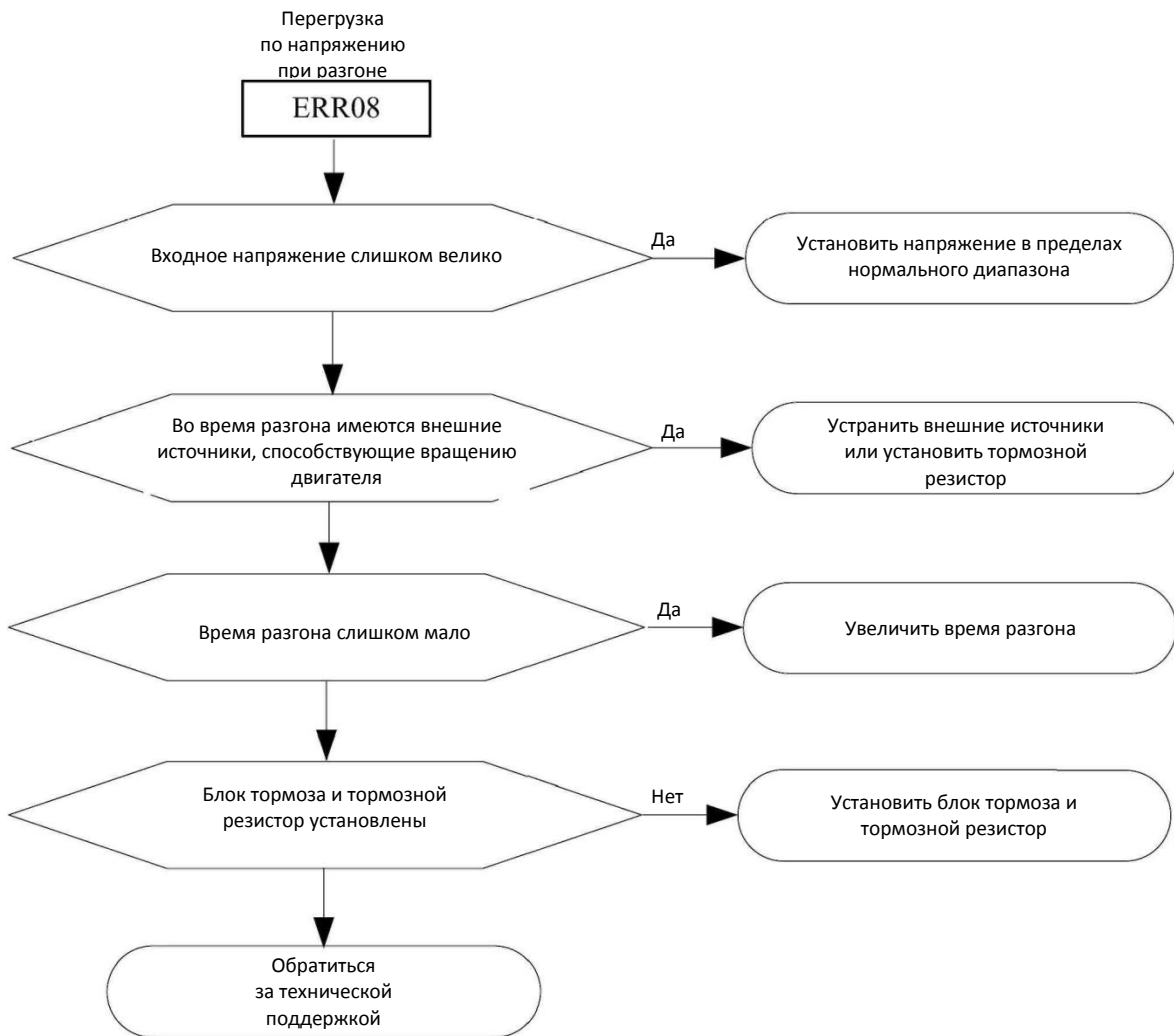 Перегрузка
по напряжению
при разгоне
ERR08
Входное напряжение слишком велико
Да
Установить напряжение в пределах
нормального диапазона
Во время разгона имеются внешние
источники, способствующие вращению
двигателя
Да
Устранить внешние источники
или установить тормозной
резистор
Время разгона слишком мало
Да
Увеличить время разгона
Блок тормоза и тормозной
резистор установлены
Нет
Установить блок тормоза и
тормозной резистор
Обратиться
за технической
поддержкой